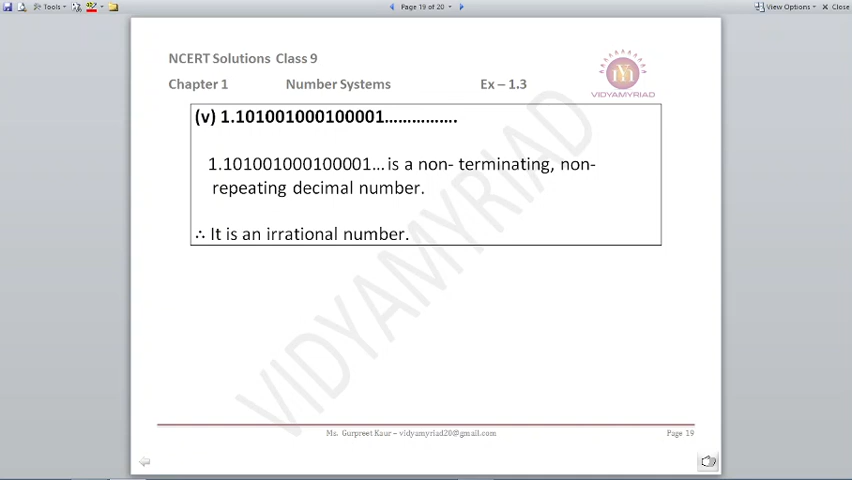 Tools
Page 19 of 20
View Options
Close
NCERT Solutions Class 9
Chapter 1 Number Systems Ex – 1.3
VIDYAMYRIAD
(v) 1.101001000100001…………….
1.101001000100001… is a non- terminating, non-
repeating decimal number.
∴ It is an irrational number.
VIDYAMYRIAD
Ms. Gurpreet Kaur – vidyamyriad20@gmail.com Page 19